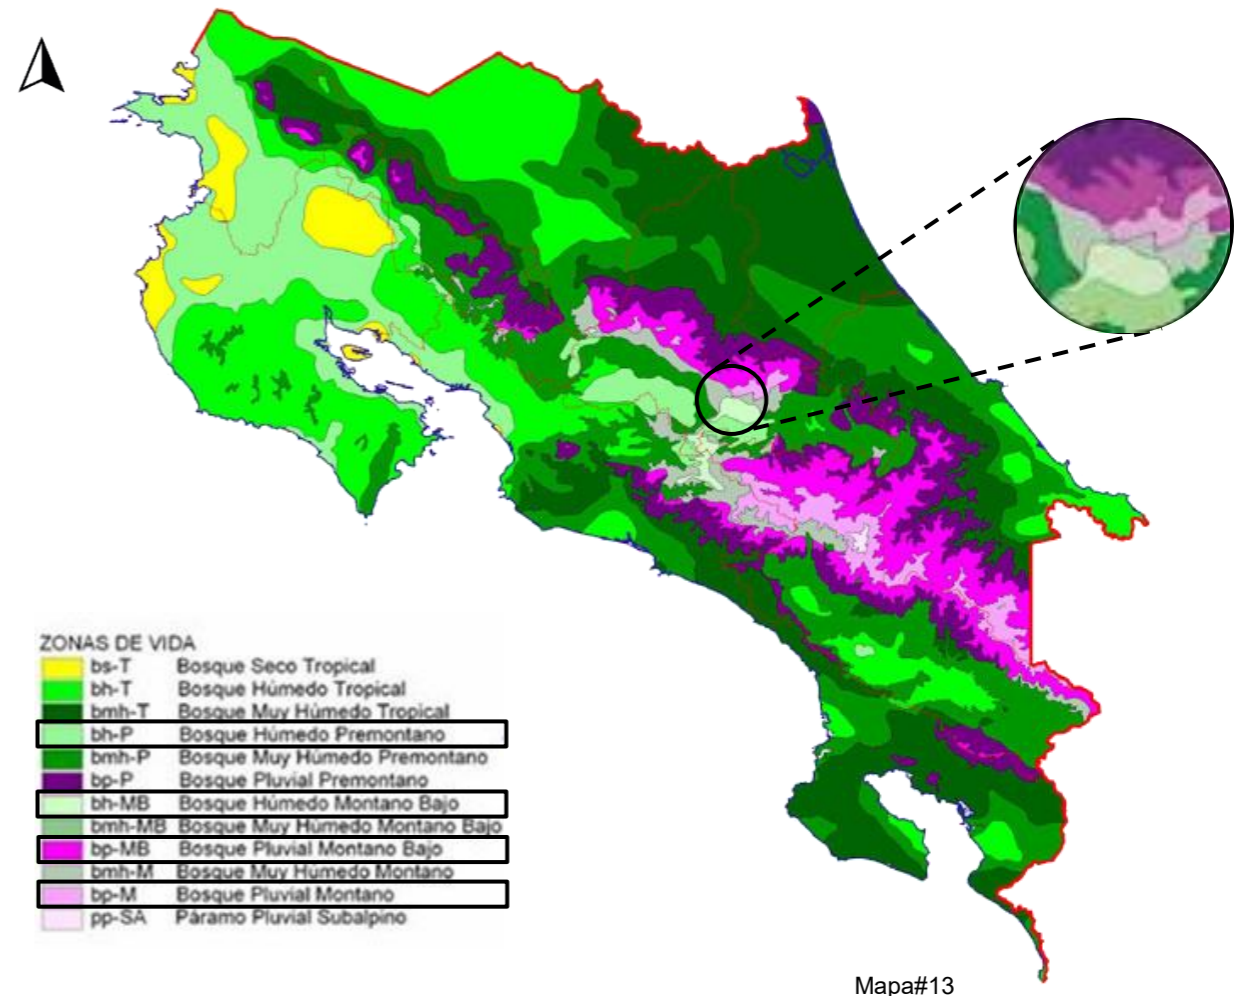 ZONAS DE VIDA
bs-T Bosque Seco Tropical
bh-T Bosque Húmedo Tropical
bmh-T Bosque Muy Húmedo Tropical
bh-P Bosque Húmedo Premontano
bmh-P Bosque Muy Húmedo Premontano
bp-P Bosque Pluvial Premontano
bh-MB Bosque Húmedo Montano Bajo
bmh-MB Bosque Muy Húmedo Montano Bajo
bp-MB Bosque Pluvial Montano Bajo
bmh-M Bosque Muy Húmedo Montano
bp-M Bosque Pluvial Montano
pp-SA Páramo Pluvial Subalpino
Mapa#13